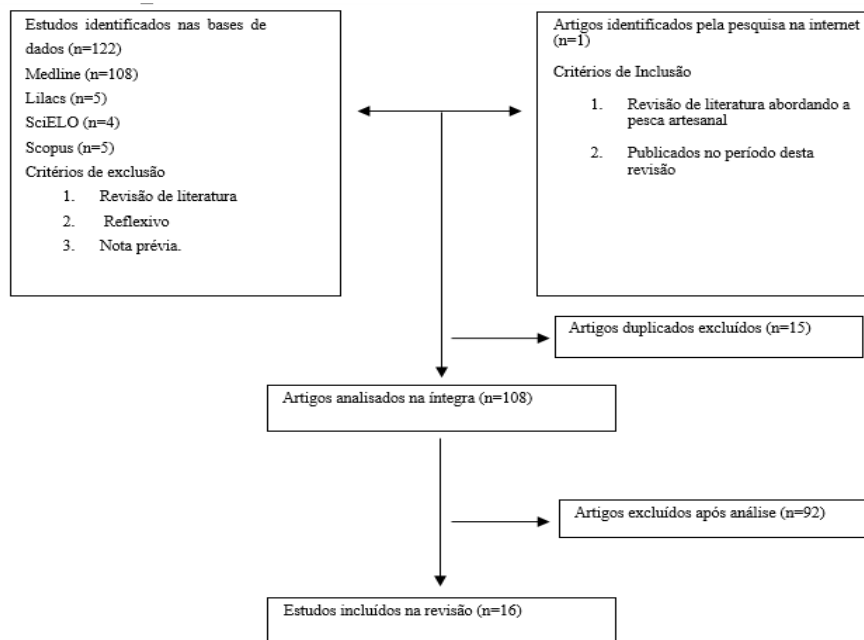 Estudos identificados nas bases de
dados (n=122)
Medline (n=108)
Lilacs (n=5)
SciELO (n=4)
Scopus (n=5)
Critérios de exclusão
1. Revisão de literatura
2. Reflexivo
3. Nota prévia.
Artigos identificados pela pesquisa na internet
(n=1)
Critérios de Inclusão
1. Revisão de literatura abordando a
pesca artesanal
2. Publicados no período desta
revisão
Artigos duplicados excluídos (n=15)
Artigos analisados na íntegra (n=108)
Artigos excluídos após análise (n=92)
Estudos incluídos na revisão (n=16)